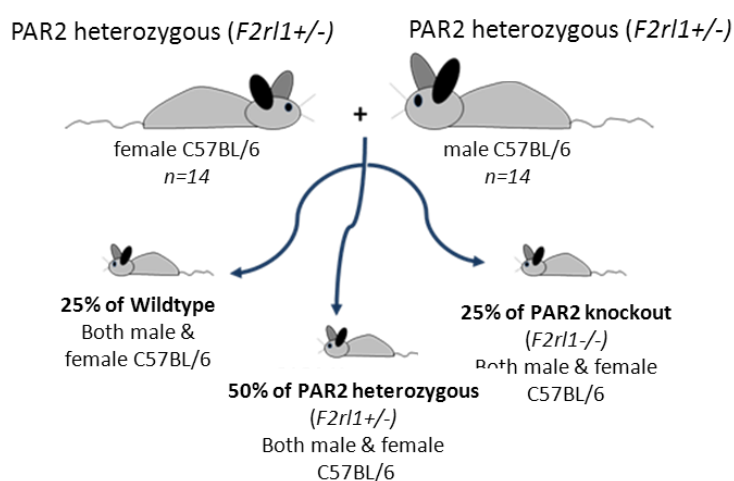 PAR2 heterozygous (F2rl1+/-)
PAR2 heterozygous (F2rl1+/-)
+
female C57BL/6
n=14
male C57BL/6
n=14
25% of Wildtype
Both male &
female C57BL/6
50% of PAR2 heterozygous
(F2rl1+/-)
Both male & female
C57BL/6
25% of PAR2 knockout
(F2rl1-/-)
Both male & female
C57BL/6